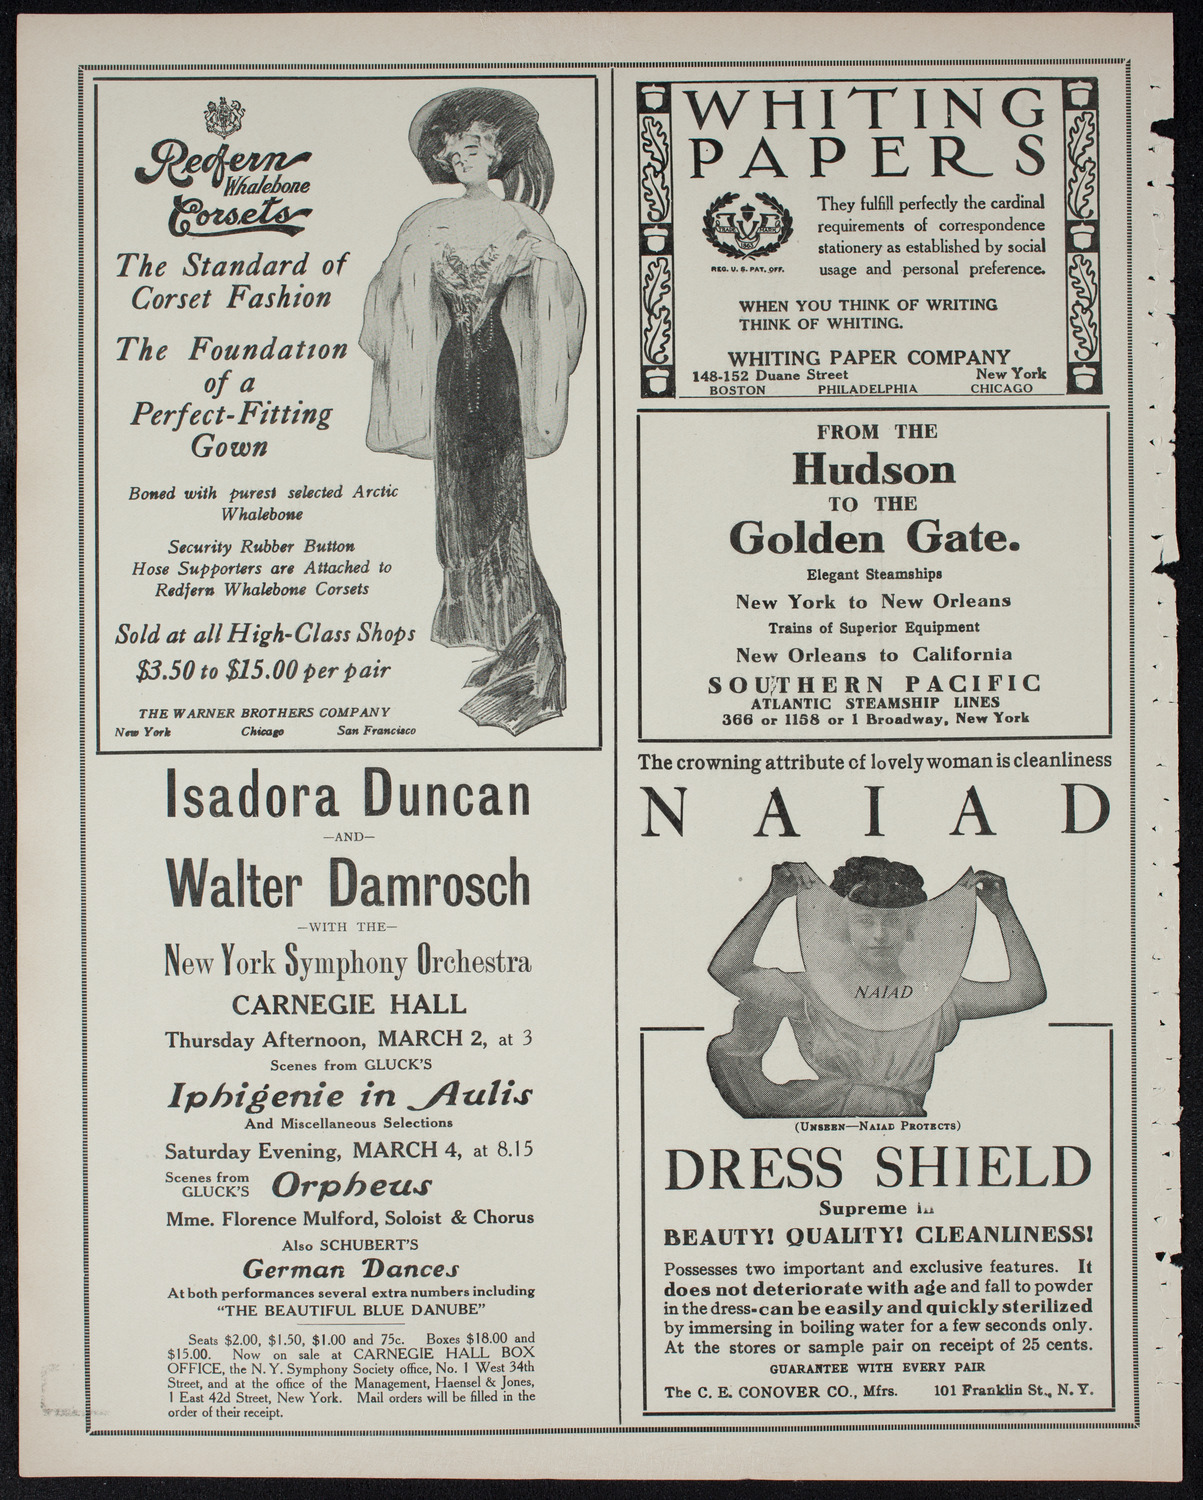 Redfern
Whalebone
Corsets
The Standard of
Corset Fashion
The Foundation
of a
Perfect-Fitting
Gown
Boned with purest selected Arctic
Whalebone
Security Rubber Button
Hose Supporters are Attached to
Redfern Whalebone Corsets
Sold at all High-Class Shops
$3.50 to $15.00 per pair
THE WARNER BROTHERS COMPANY
New York Chicago San Francisco
Isadora Duncan
—AND—
Walter Damrosch
—WITH THE—
New York Symphony Orchestra
CARNEGIE HALL
Thursday Afternoon, MARCH 2, at 3
Scenes from GLUCK'S
Iphigenie in Aulis
And Miscellaneous Selections
Saturday Evening, MARCH 4, at 8.15
Scenes from
GLUCK'S Orpheus
Mme. Florence Mulford, Soloist & Chorus
Also SCHUBERT'S
German Dances
At both performances several extra numbers including
"THE BEAUTIFUL BLUE DANUBE"
Seats $2.00, $1.50, $1.00 and 75c. Boxes $18.00 and
$15.00. Now on sale at CARNEGIE HALL BOX
OFFICE, the N. Y. Symphony Society office, No. 1 West 34th
Street, and at the office of the Management, Haensel & Jones,
1 East 42d Street, New York. Mail orders will be filled in the
order of their receipt.
WHITING
PAPERS
TRADE MARK
1865
REG. U. S. PAT. OFF.
They fulfill perfectly the cardinal
requirements of correspondence
stationery as established by social
usage and personal preference.
WHEN YOU THINK OF WRITING
THINK OF WHITING.
WHITING PAPER COMPANY
148-152 Duane Street New York
BOSTON PHILADELPHIA CHICAGO
FROM THE
Hudson
TO THE
Golden Gate.
Elegant Steamships
New York to New Orleans
Trains of Superior Equipment
New Orleans to California
SOUTHERN PACIFIC
ATLANTIC STEAMSHIP LINES
366 or 1158 or 1 Broadway, New York
The crowning attribute of lovely woman is cleanliness
NAIAD
NAIAD
(UNSEEN—NAIAD PROTECTS)
DRESS SHIELD
Supreme in
BEAUTY! QUALITY! CLEANLINESS!
Possesses two important and exclusive features. It
does not deteriorate with age and fall to powder
in the dress-can be easily and quickly sterilized
by immersing in boiling water for a few seconds only.
At the stores or sample pair on receipt of 25 cents.
GUARANTEE WITH EVERY PAIR
The C. E. CONOVER CO., Mfrs. 101 Franklin St., N. Y.